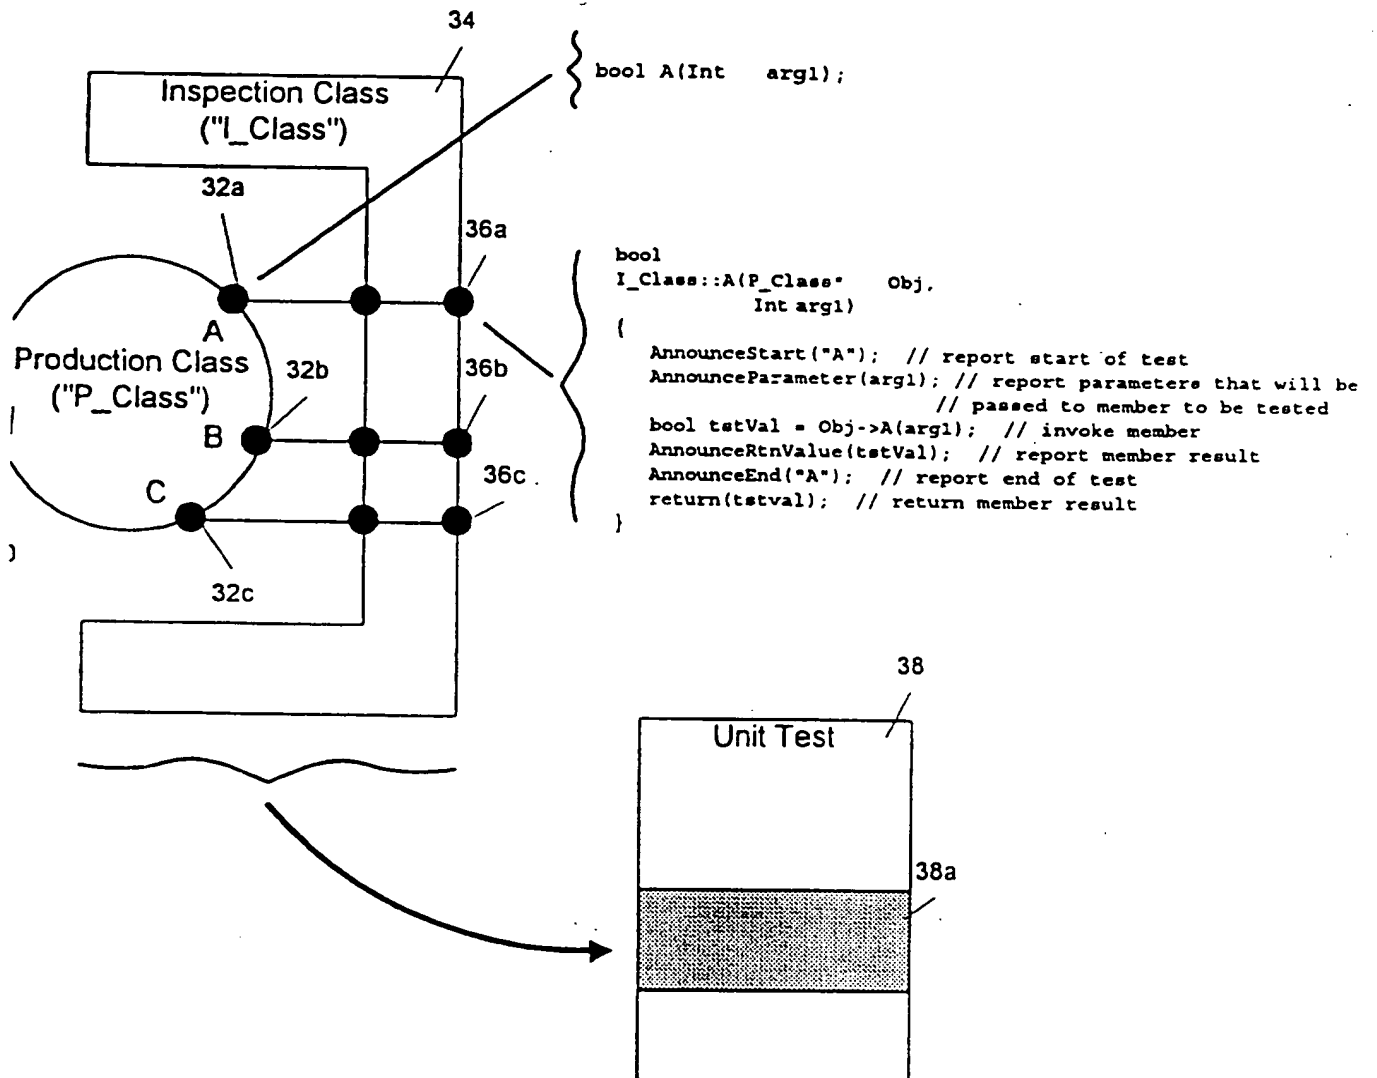 34
bool A(Int arg1);
Inspection Class
("I_Class")
32a
36a
bool
I_Class::A(P_Class* Obj,
Int arg1)
{
A
AnnounceStart("A"); // report start of test
Production Class
("P_Class")
32b
36b
AnnounceParameter(arg1); // report parameters that will be
// passed to member to be tested
B
bool tstVal = Obj->A(arg1); // invoke member
AnnounceRtnValue(tstVal); // report member result
C
36c
AnnounceEnd("A"); // report end of test
return(tstval); // return member result
}
32c
38
Unit Test
38a